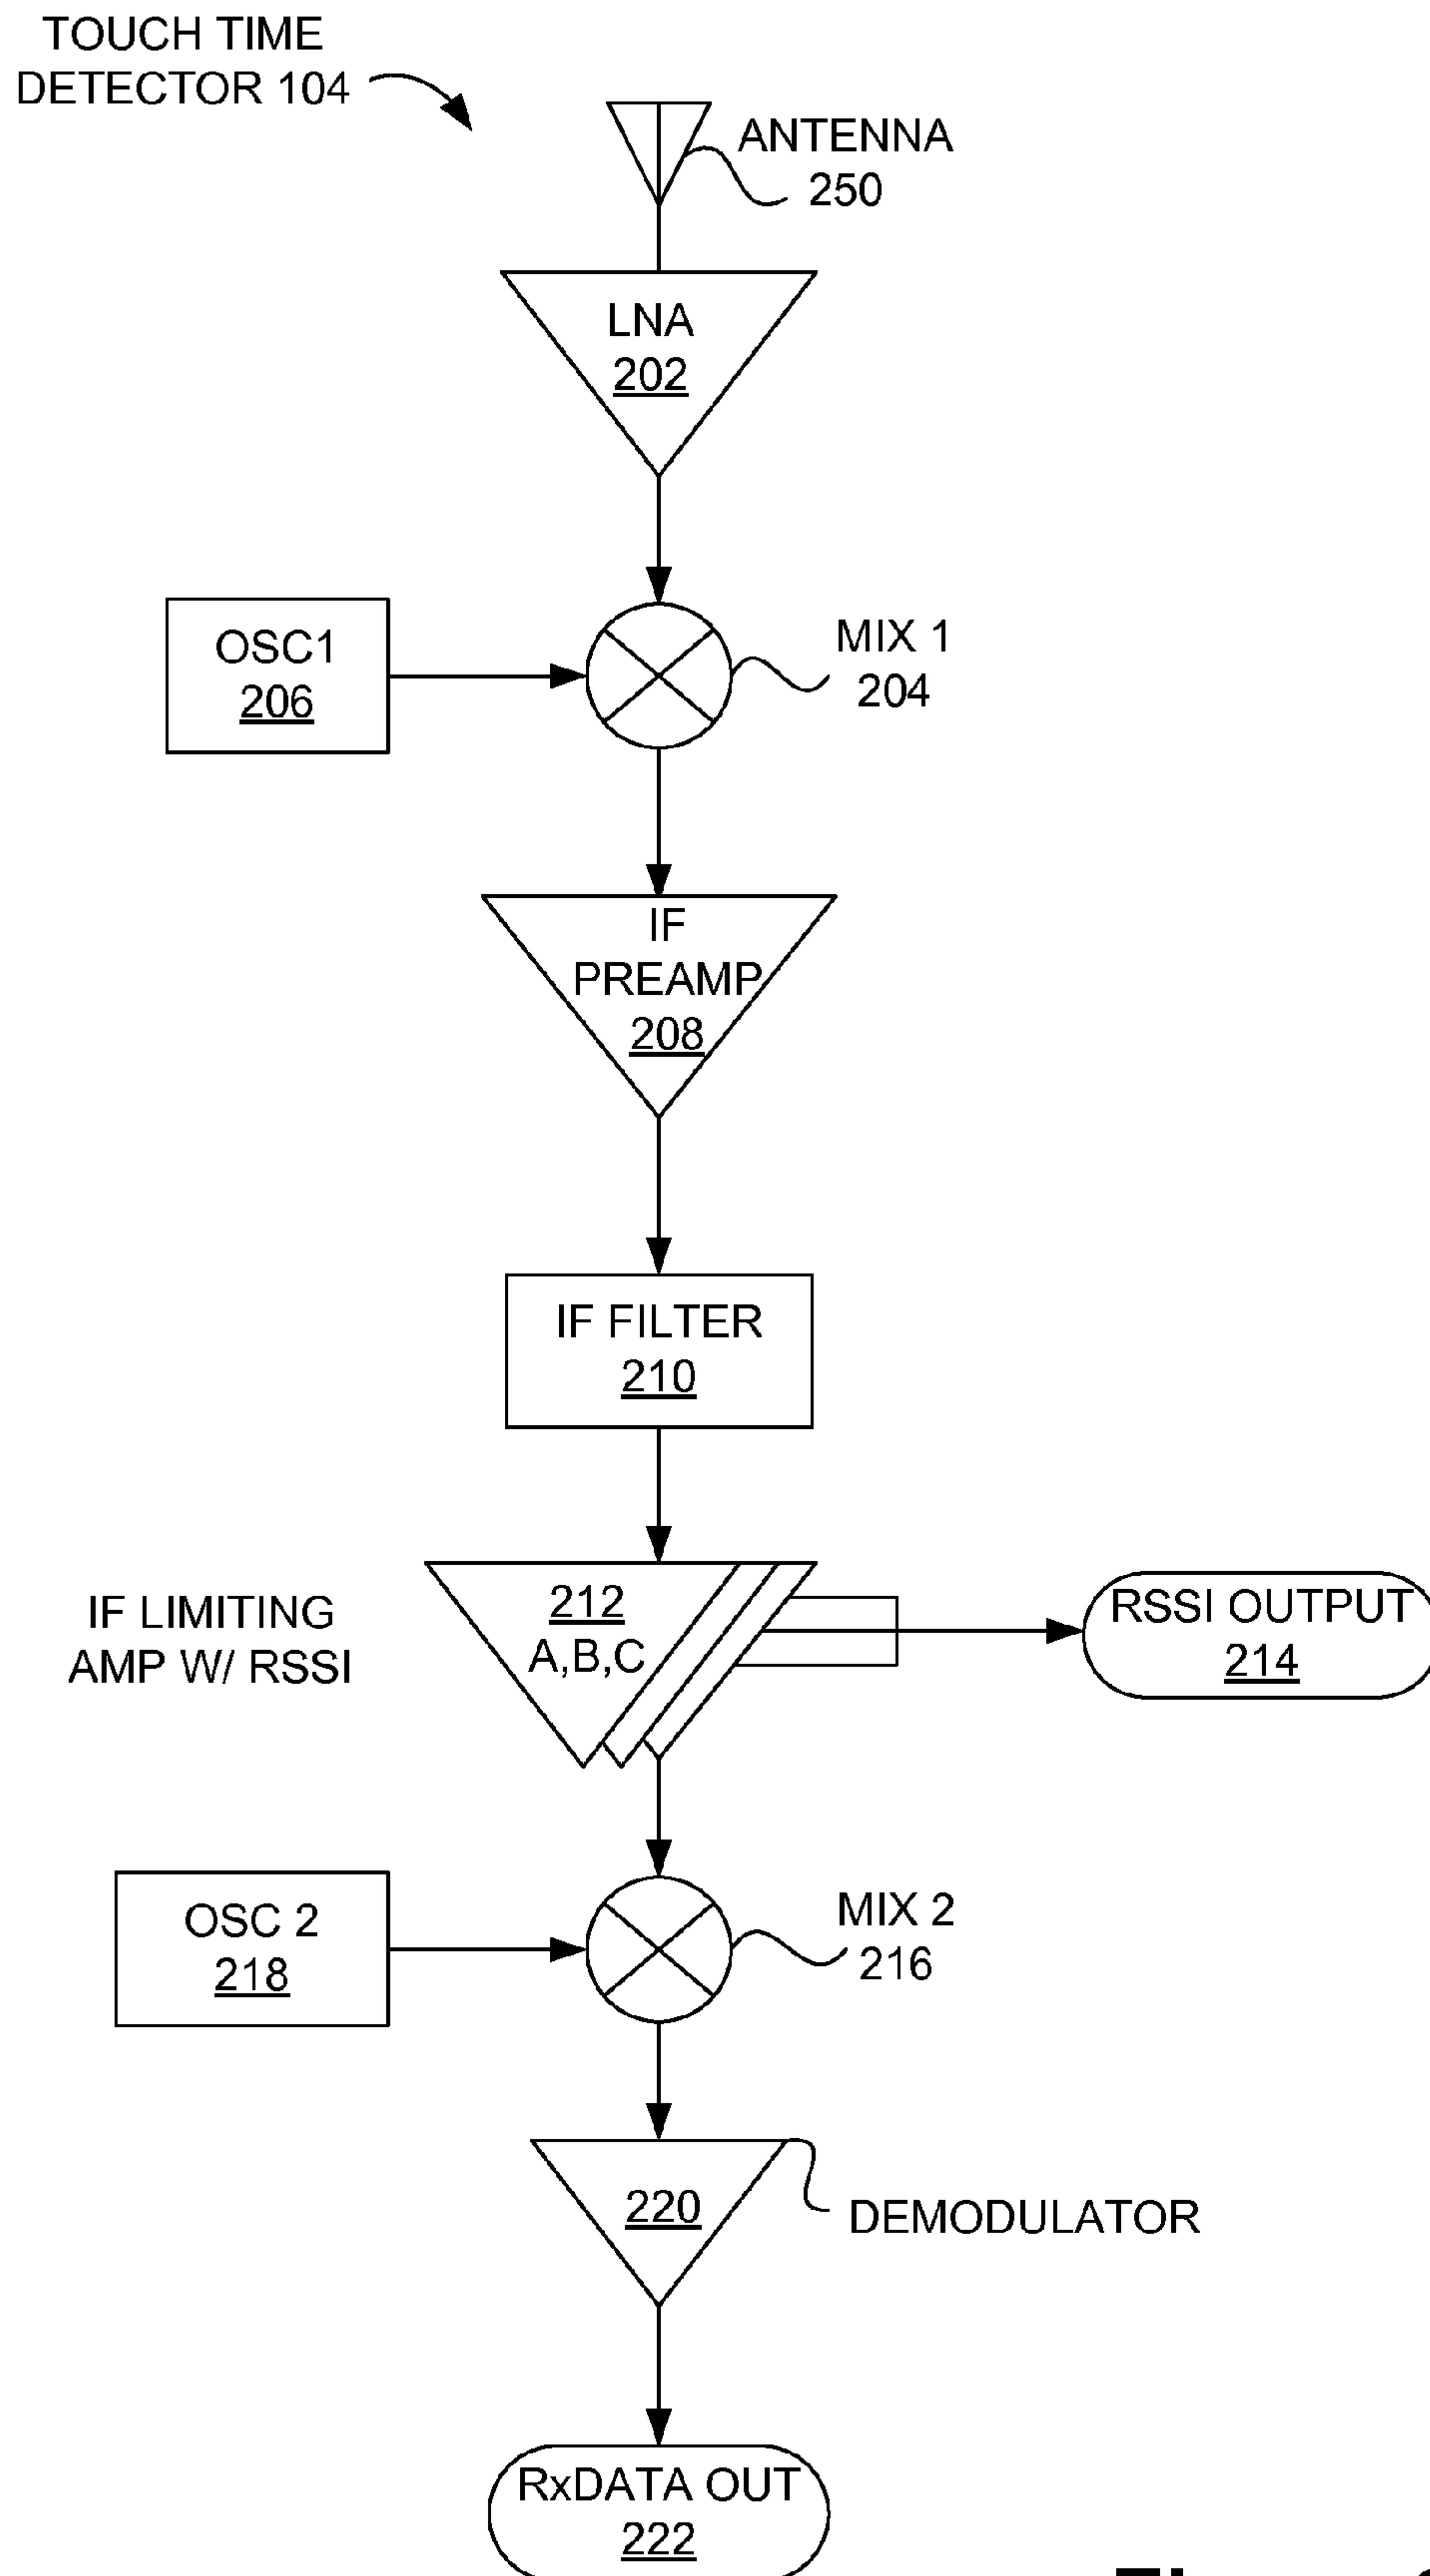 TOUCH TIME
DETECTOR 104
ANTENNA
250
LNA
202
OSC1
206
MIX 1
204
IF
PREAMP
208
IF FILTER
210
IF LIMITING
AMP W/ RSSI
212
A,B,C
RSSI OUTPUT
214
OSC 2
218
MIX 2
216
220
DEMODULATOR
RxDATA OUT
222